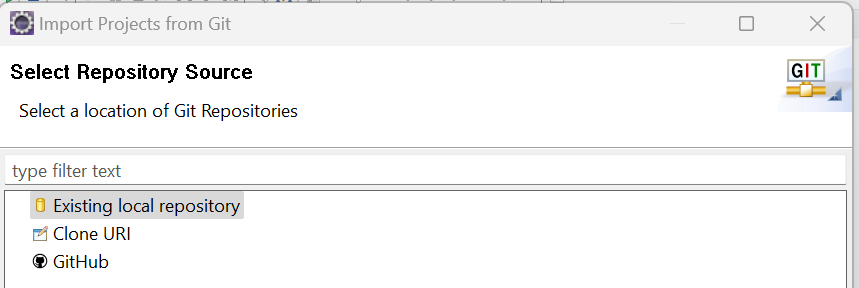 Import Projects from Git
Select Repository Source
GIT
Select a location of Git Repositories
type filter text
Existing local repository
Clone URI
GitHub